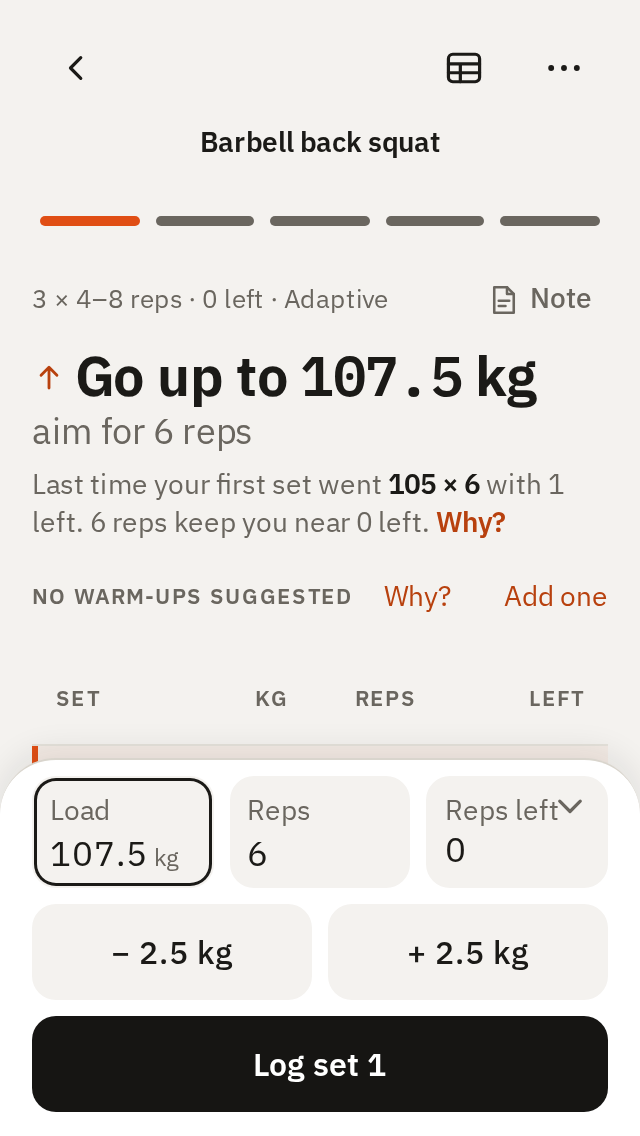 Barbell back squat
3 × 4–8 reps · 0 left · Adaptive
Note
↑ Go up to 107.5 kg
aim for 6 reps
Last time your first set went 105 × 6 with 1
left. 6 reps keep you near 0 left. Why?
NO WARM-UPS SUGGESTED Why? Add one
SET KG REPS LEFT
Load Reps Reps left
107.5 kg 6 0
− 2.5 kg + 2.5 kg
Log set 1